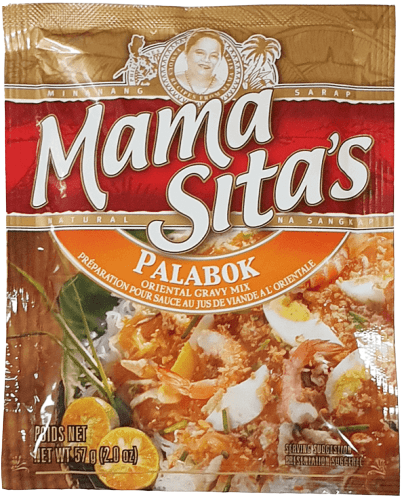 MINANANG SARAP
Mama
Sita's
NATURAL NA SANGKAP
PALABOK
ORIENTAL GRAVY MIX
PRÉPARATION POUR SAUCE AU JUS DE VIANDE À L'ORIENTALE
POIDS NET
NET WT 57 g (2.0 oz)
SERVING SUGGESTION
PRÉSENTATION SUGGÉRÉE